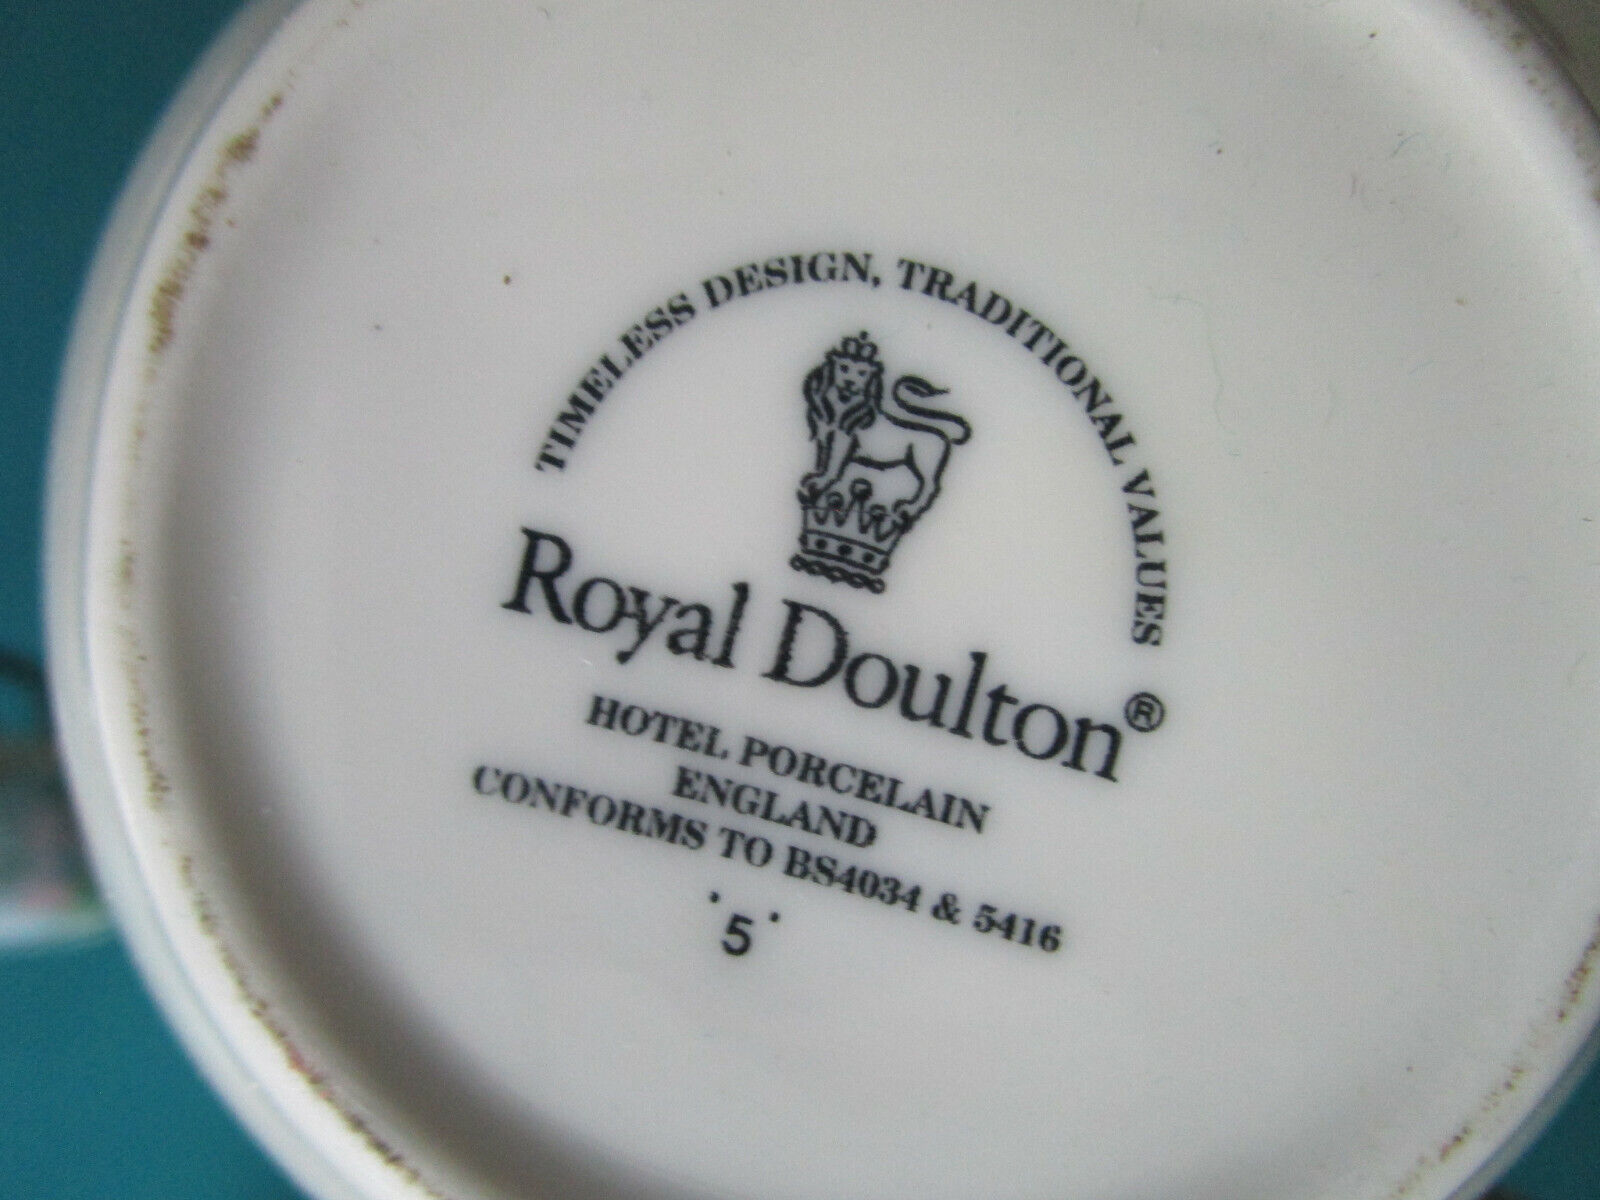 TIMELESS DESIGN, TRADITIONAL VALUES
Royal Doulton®
HOTEL PORCELAIN
ENGLAND
CONFORMS TO BS4034 & 5416
5